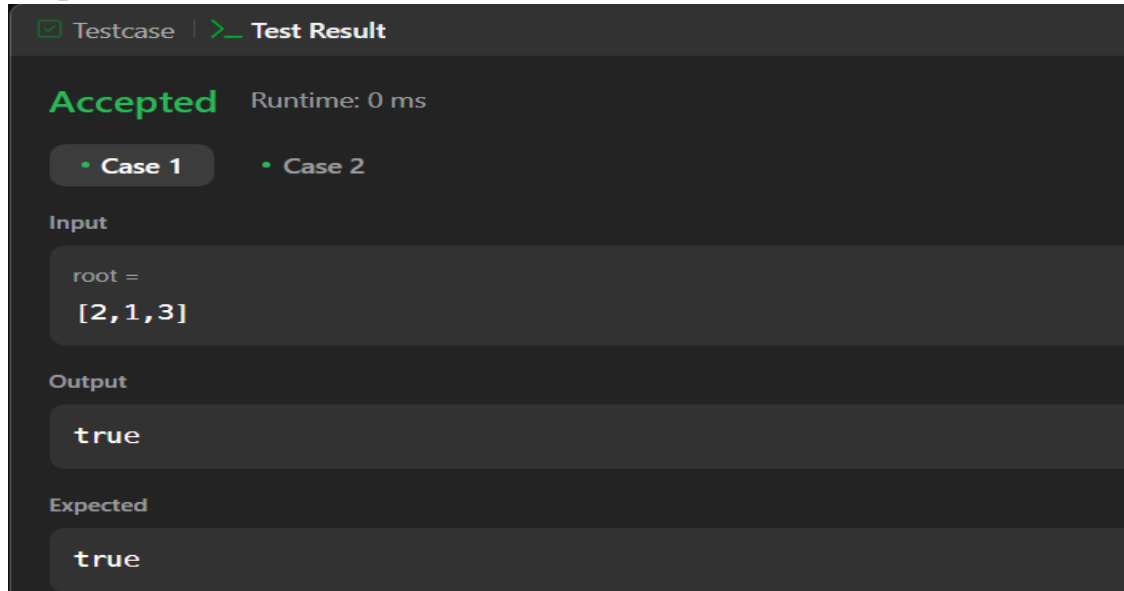 Testcase >_ Test Result
Accepted Runtime: 0 ms
• Case 1 • Case 2
Input
root =
[2,1,3]
Output
true
Expected
true